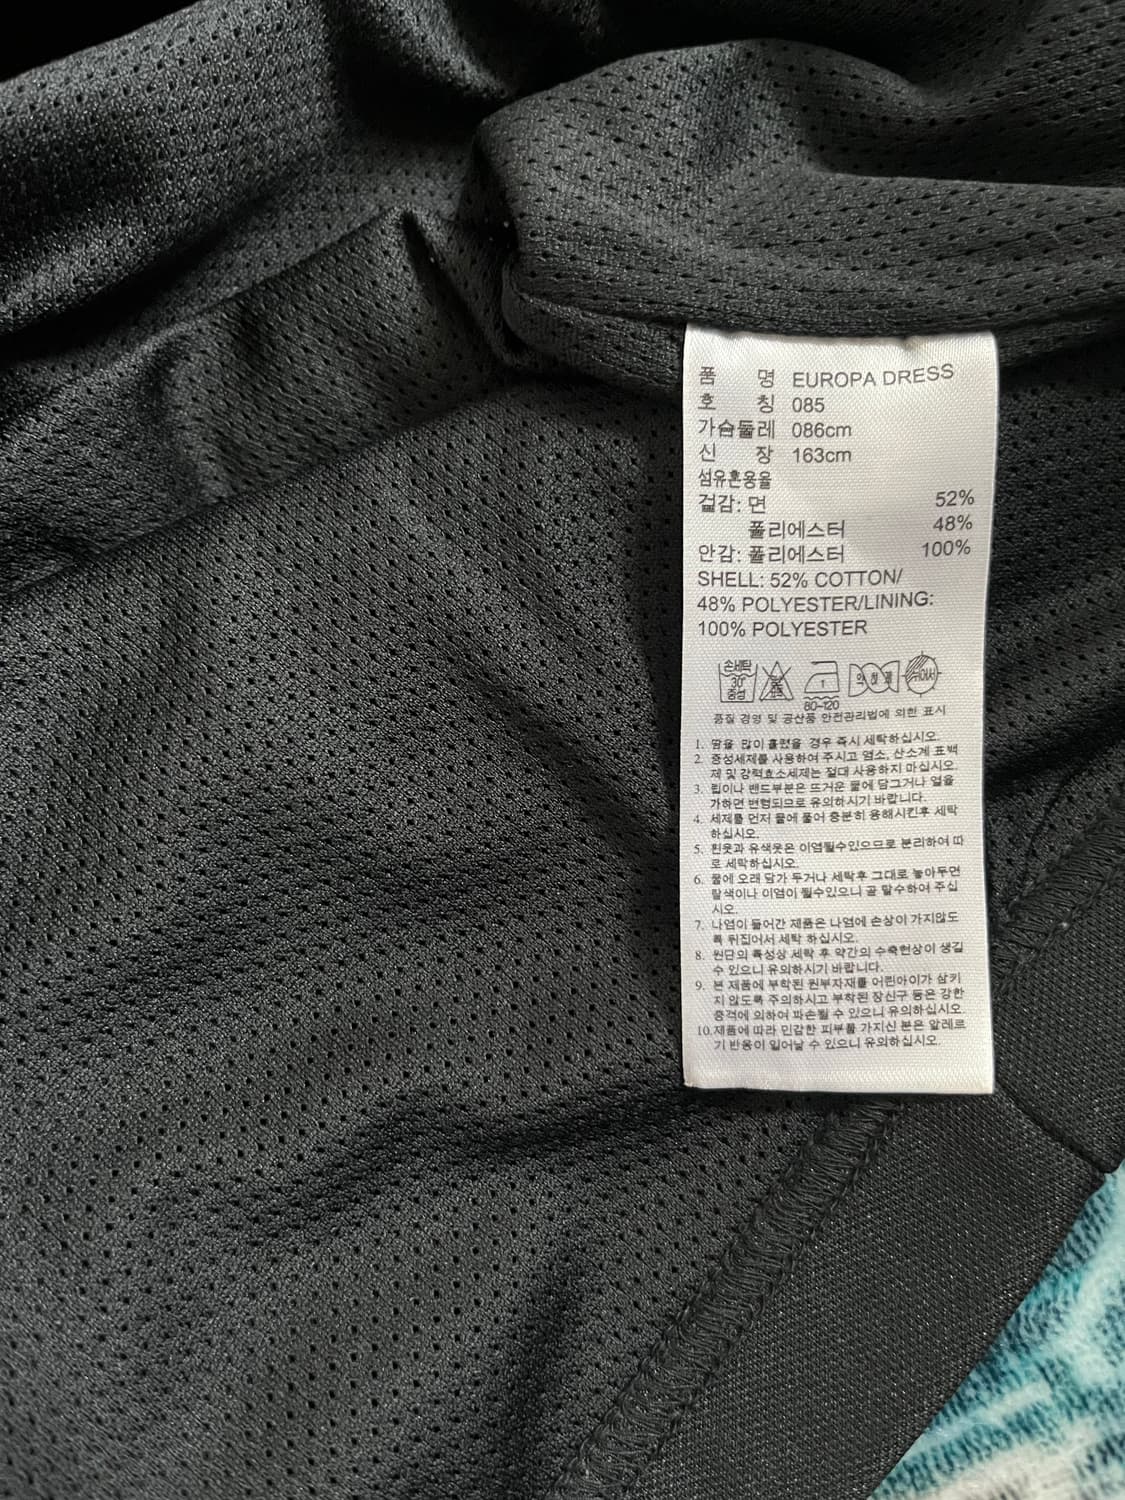 품 명 EUROPA DRESS
호 칭 085
가슴둘레 086cm
신 장 163cm
섬유혼용율
겉감: 면 52%
폴리에스터 48%
안감: 폴리에스터 100%
SHELL: 52% COTTON/
48% POLYESTER/LINING:
100% POLYESTER
손세탁
30°
중성
1
80~120
약하게
뉘어서
품질 경영 및 공산품 안전관리법에 의한 표시
1. 땀을 많이 흘렸을 경우 즉시 세탁하십시오.
2. 중성세제를 사용하여 주시고 염소, 산소계 표백
제 및 강력효소세제는 절대 사용하지 마십시오.
3. 립이나 밴드부분은 뜨거운 물에 담그거나 열을
가하면 변형되므로 유의하시기 바랍니다.
4. 세제를 먼저 물에 풀어 충분히 용해시킨후 세탁
하십시오.
5. 흰옷과 유색옷은 이염될수있으므로 분리하여 따
로 세탁하십시오.
6. 물에 오래 담가 두거나 세탁후 그대로 놓아두면
탈색이나 이염이 될수있으니 곧 탈수하여 주십
시오.
7. 나염이 들어간 제품은 나염에 손상이 가지않도
록 뒤집어서 세탁 하십시오.
8. 원단의 특성상 세탁 후 약간의 수축현상이 생길
수 있으니 유의하시기 바랍니다.
9. 본 제품에 부착된 원부자재를 어린아이가 삼키
지 않도록 주의하시고 부착된 장신구 등은 강한
충격에 의하여 파손될 수 있으니 유의하십시오.
10. 제품에 따라 민감한 피부를 가지신 분은 알레르
기 반응이 일어날 수 있으니 유의하십시오.